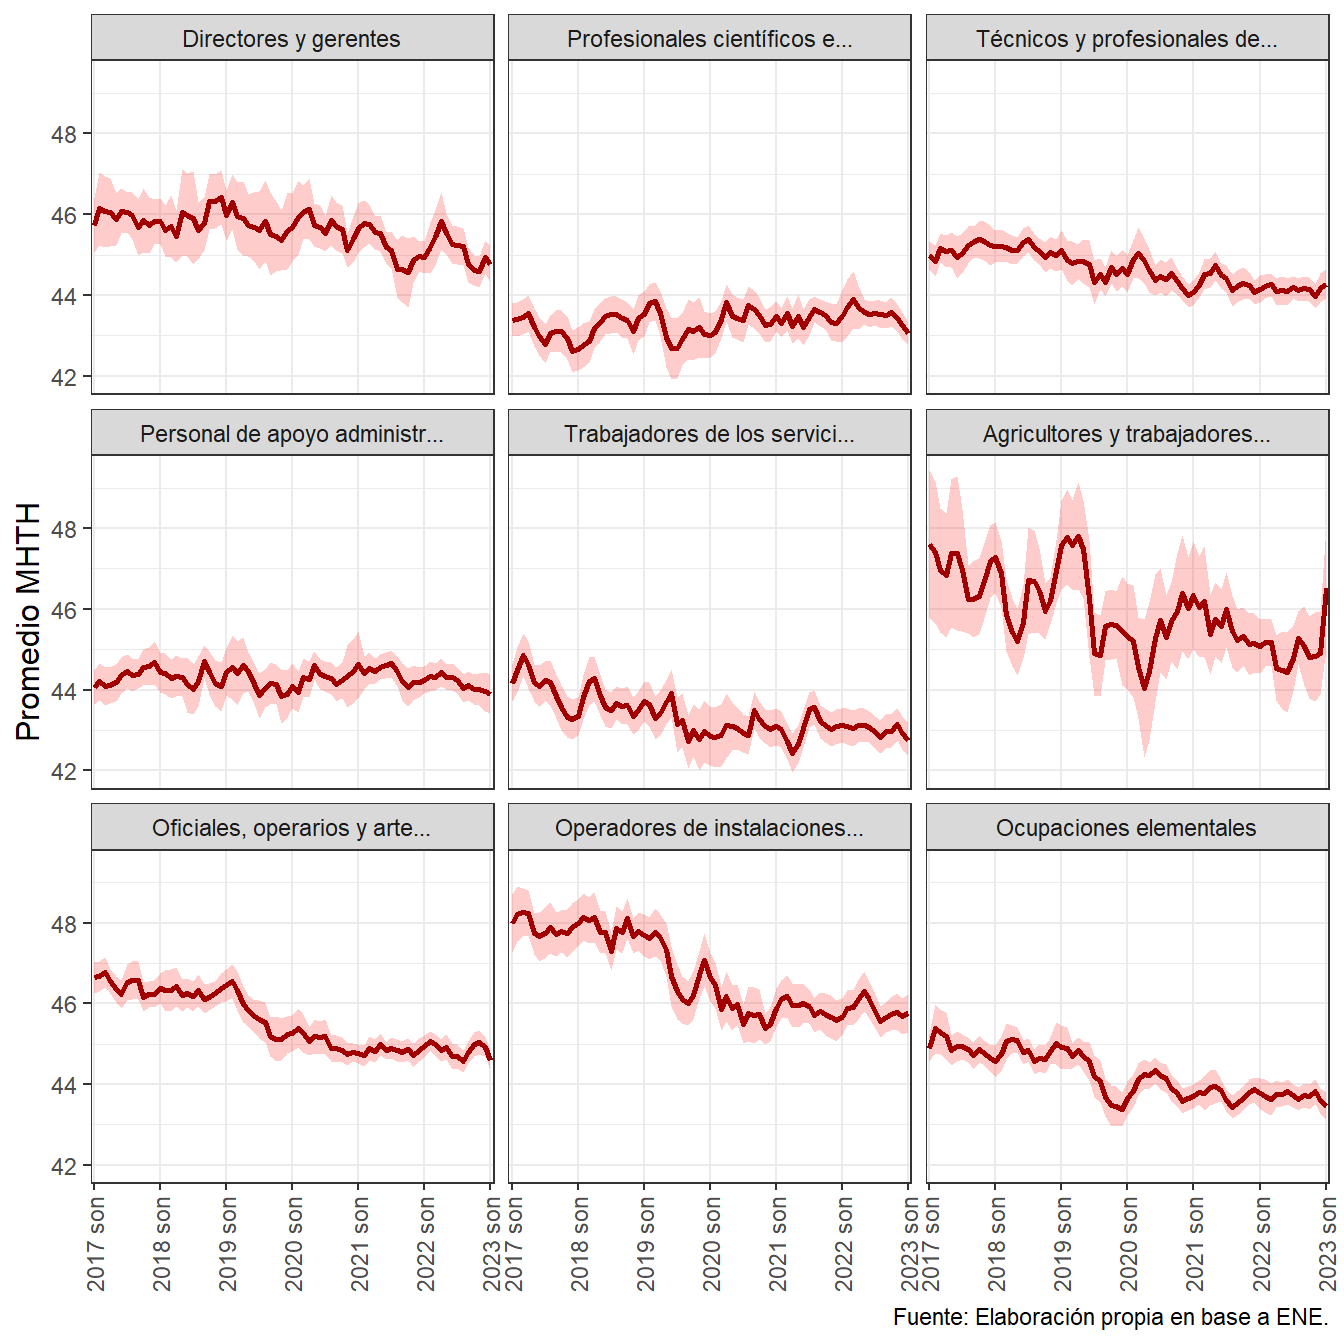 Directores y gerentes
Profesionales científicos e...
Técnicos y profesionales de...
48
46
44
42
Personal de apoyo administr...
Trabajadores de los servici...
Agricultores y trabajadores...
Promedio MHTH
48
46
44
42
Oficiales, operarios y arte...
Operadores de instalaciones...
Ocupaciones elementales
48
46
44
42
2017 son
2018 son
2019 son
2020 son
2021 son
2022 son
2023 son
2017 son
2018 son
2019 son
2020 son
2021 son
2022 son
2023 son
2017 son
2018 son
2019 son
2020 son
2021 son
2022 son
2023 son
Fuente: Elaboración propia en base a ENE.